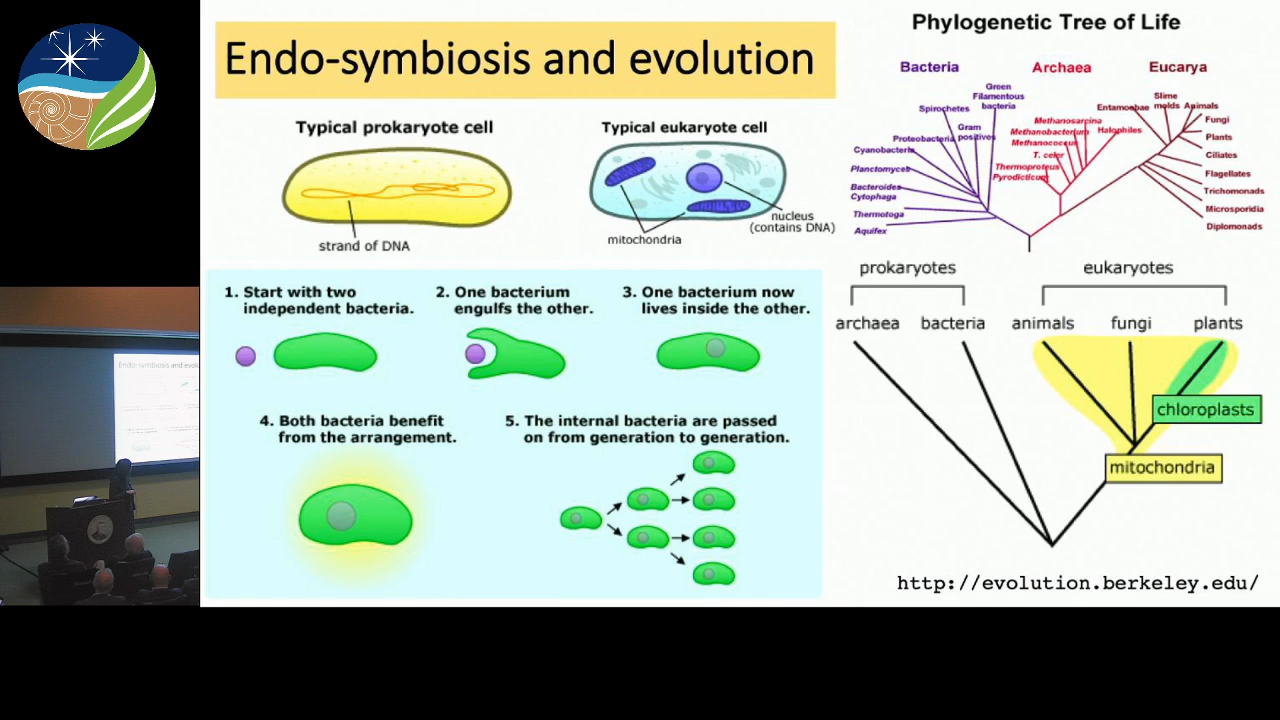 Endo-symbiosis and evolution
Typical prokaryote cell
strand of DNA
Typical eukaryote cell
mitochondria
nucleus
(contains DNA)
1. Start with two
independent bacteria.
2. One bacterium
engulfs the other.
3. One bacterium now
lives inside the other.
4. Both bacteria benefit
from the arrangement.
5. The internal bacteria are passed
on from generation to generation.
Phylogenetic Tree of Life
Bacteria
Archaea
Eucarya
Green
Filamentous
bacteria
Spirochetes
Gram
positives
Proteobacteria
Cyanobacteria
Planctomyces
Bacteroides
Cytophaga
Thermotoga
Aquifex
Methanosarcina
Methanobacterium
Halophiles
Methanococcus
T. celer
Thermoproteus
Pyrodicticum
Entamoebae
Slime
molds
Animals
Fungi
Plants
Ciliates
Flagellates
Trichomonads
Microsporidia
Diplomonads
prokaryotes
eukaryotes
archaea
bacteria
animals
fungi
plants
chloroplasts
mitochondria
http://evolution.berkeley.edu/
Endo-symbiosis and evolu